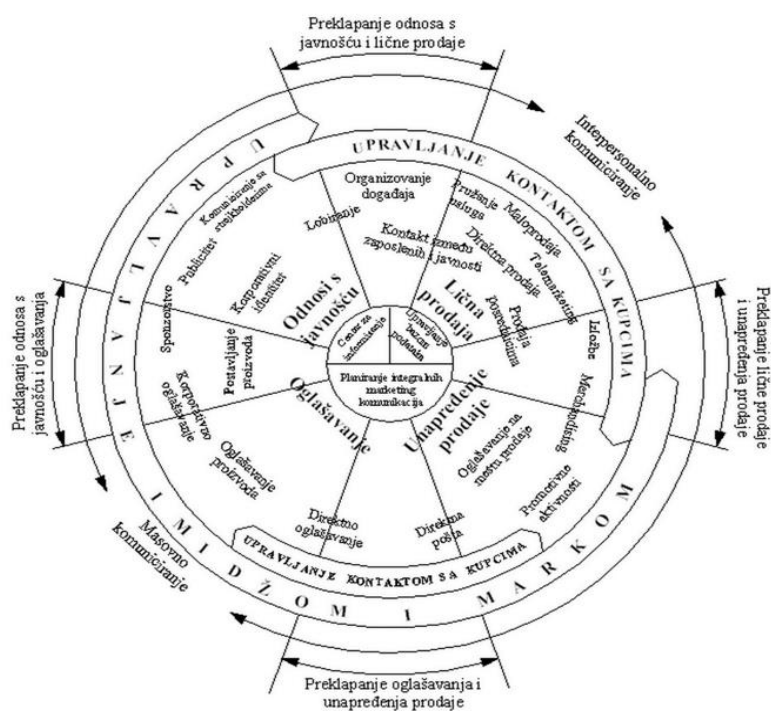 Preklapanje odnosa s
javnošću i lične prodaje
Interpersonalno
komuniciranje
UPRAVLJANJE KONTAKTOM SA KUPCIMA
UPRAVLJANJE IMIDŽOM I MARKOM
Organizovanje
događaja
Lobiranje
Kontakt između
zaposlenih i javnosti
Pružanje
usluga
Maloprodaja
Direktna prodaja
Telemarketing
Prodaja
posrednicima
Lična
prodaja
Komuniciranje sa
stejkholderima
Publicitet
Korporativni
identitet
Odnosi s
javnošću
Sponzorstvo
Postavljanje
proizvoda
Centar za
informisanje
Upravljanje
bazom
podataka
Planiranje integralnih
marketing
komunikacija
Izložbe
Merchandising
Preklapanje odnosa s
javnošću i oglašavanja
Preklapanje lične prodaje
i unapređenja prodaje
Oglašavanje
Korporativno
oglašavanje
Oglašavanje
proizvoda
Direktno
oglašavanje
Unapređenje
prodaje
Oglašavanje na
mestu prodaje
Promotivne
aktivnosti
Direktna
pošta
UPRAVLJANJE KONTAKTOM SA KUPCIMA
Masovno
komuniciranje
Preklapanje oglašavanja i
unapređenja prodaje